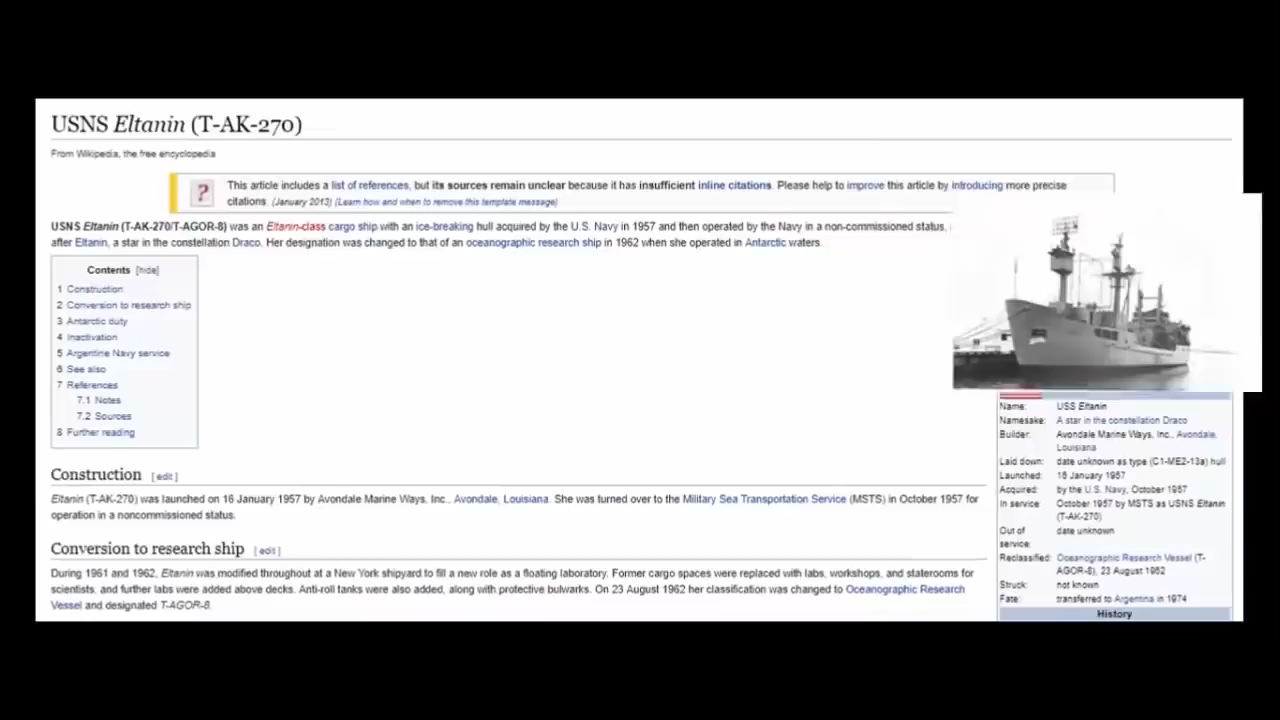 USNS Eltanin (T-AK-270)
From Wikipedia, the free encyclopedia
This article includes a list of references, but its sources remain unclear because it has insufficient inline citations. Please help to improve this article by introducing more precise
citations. (January 2013) (Learn how and when to remove this template message)
USNS Eltanin (T-AK-270/T-AGOR-8) was an Eltanin-class cargo ship with an ice-breaking hull acquired by the U.S. Navy in 1957 and then operated by the Navy in a non-commissioned status,
after Eltanin, a star in the constellation Draco. Her designation was changed to that of an oceanographic research ship in 1962 when she operated in Antarctic waters.
Contents [hide]
1 Construction
2 Conversion to research ship
3 Antarctic duty
4 Inactivation
5 Argentine Navy service
6 See also
7 References
7.1 Notes
7.2 Sources
8 Further reading
Construction [ edit ]
Eltanin (T-AK-270) was launched on 16 January 1957 by Avondale Marine Ways, Inc., Avondale, Louisiana. She was turned over to the Military Sea Transportation Service (MSTS) in October 1957 for
operation in a noncommissioned status.
Conversion to research ship [ edit ]
During 1961 and 1962, Eltanin was modified throughout at a New York shipyard to fill a new role as a floating laboratory. Former cargo spaces were replaced with labs, workshops, and staterooms for
scientists, and further labs were added above decks. Anti-roll tanks were also added, along with protective bulwarks. On 23 August 1962 her classification was changed to Oceanographic Research
Vessel and designated T-AGOR-8.
Name: USS Eltanin
Namesake: A star in the constellation Draco
Builder: Avondale Marine Ways, Inc., Avondale,
Louisiana
Laid down: date unknown as type (C1-ME2-13a) hull
Launched: 16 January 1957
Acquired: by the U.S. Navy, October 1957
In service October 1957 by MSTS as USNS Eltanin
(T-AK-270)
Out of date unknown
service:
Reclassified: Oceanographic Research Vessel (T-
AGOR-8), 23 August 1962
Struck: not known
Fate: transferred to Argentina in 1974
History